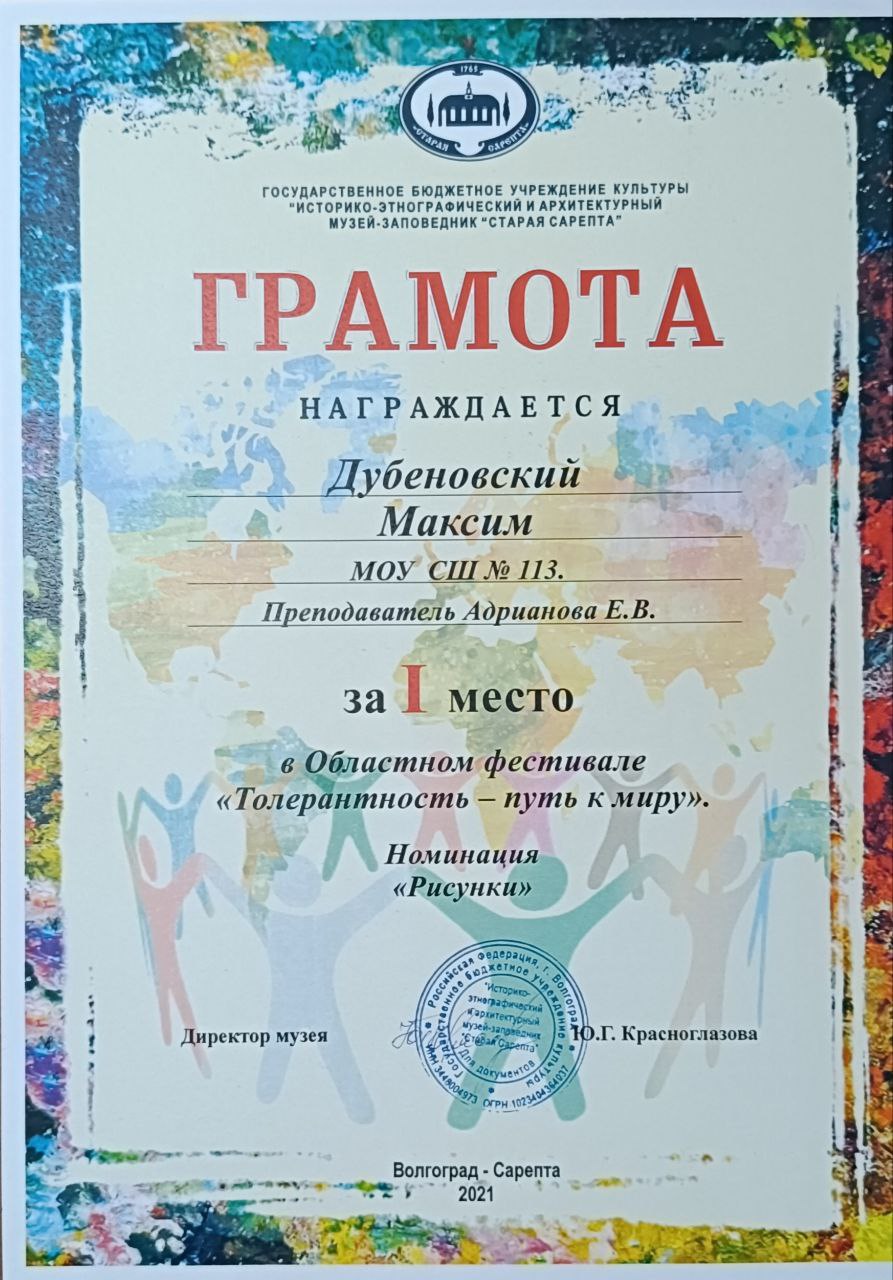 1765
"СТАРАЯ САРЕПТА"
ГОСУДАРСТВЕННОЕ БЮДЖЕТНОЕ УЧРЕЖДЕНИЕ КУЛЬТУРЫ
"ИСТОРИКО-ЭТНОГРАФИЧЕСКИЙ И АРХИТЕКТУРНЫЙ
МУЗЕЙ-ЗАПОВЕДНИК "СТАРАЯ САРЕПТА"
ГРАМОТА
НАГРАЖДАЕТСЯ
Дубеновский
Максим
МОУ СШ № 113.
Преподаватель Адрианова Е.В.
за I место
в Областном фестивале
«Толерантность – путь к миру».
Номинация
«Рисунки»
Российская Федерация, г. Волгоград
Государственное бюджетное учреждение культуры
"Историко-
этнографический
и архитектурный
музей-заповедник
"Старая Сарепта"
Для документов
ОГРН 1023404364037
Директор музея
Ю.Г. Красноглазова
Волгоград - Сарепта
2021